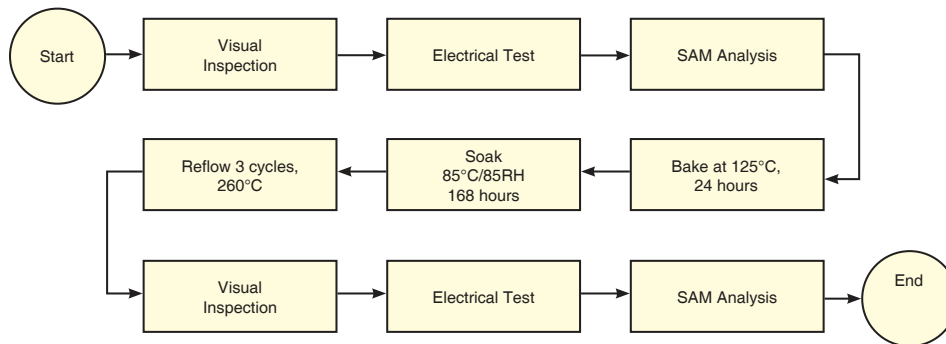 Start
Visual
Inspection
Electrical Test
SAM Analysis
Bake at 125°C,
24 hours
Soak
85°C/85RH
168 hours
Reflow 3 cycles,
260°C
Visual
Inspection
Electrical Test
SAM Analysis
End